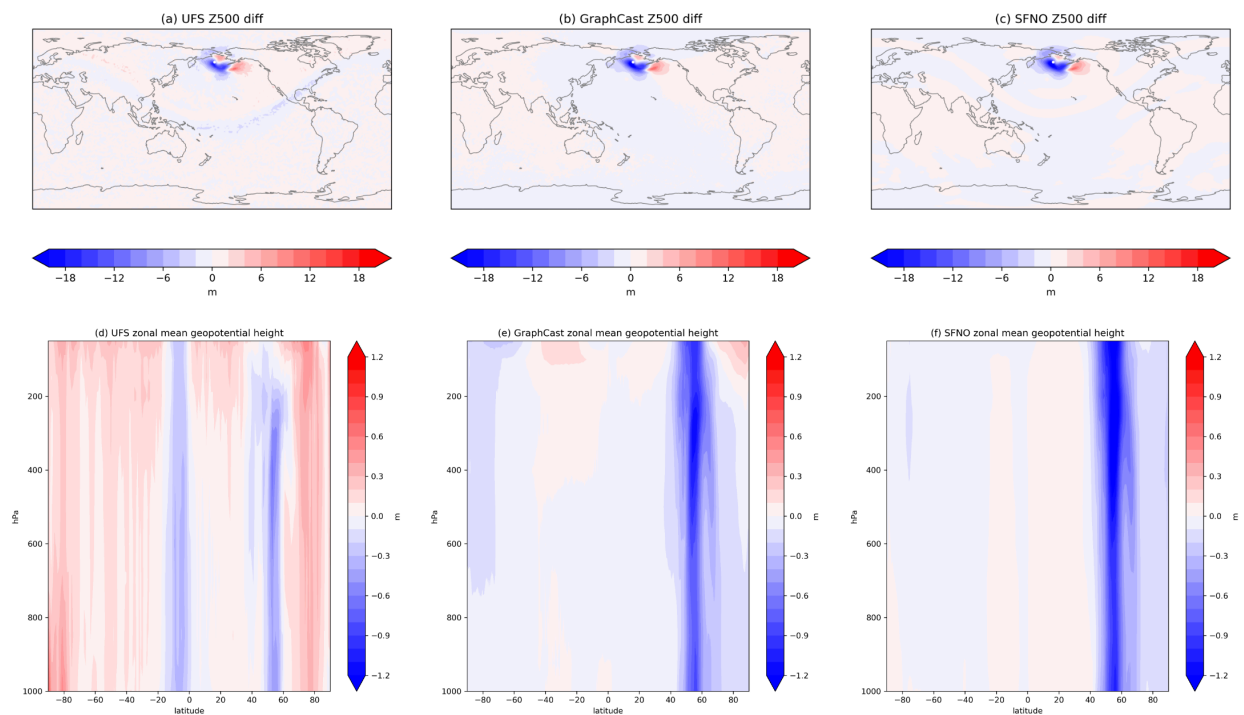 (a) UFS Z500 diff
(b) GraphCast Z500 diff
(c) SFNO Z500 diff
−18 −12 −6 0 6 12 18
m
−18 −12 −6 0 6 12 18
m
−18 −12 −6 0 6 12 18
m
(d) UFS zonal mean geopotential height
200
400
600
800
1000
hPa
−80 −60 −40 −20 0 20 40 60 80
latitude
1.2
0.9
0.6
0.3
0.0
−0.3
−0.6
−0.9
−1.2
m
(e) GraphCast zonal mean geopotential height
200
400
600
800
1000
hPa
−80 −60 −40 −20 0 20 40 60 80
latitude
1.2
0.9
0.6
0.3
0.0
−0.3
−0.6
−0.9
−1.2
m
(f) SFNO zonal mean geopotential height
200
400
600
800
1000
hPa
−80 −60 −40 −20 0 20 40 60 80
latitude
1.2
0.9
0.6
0.3
0.0
−0.3
−0.6
−0.9
−1.2
m